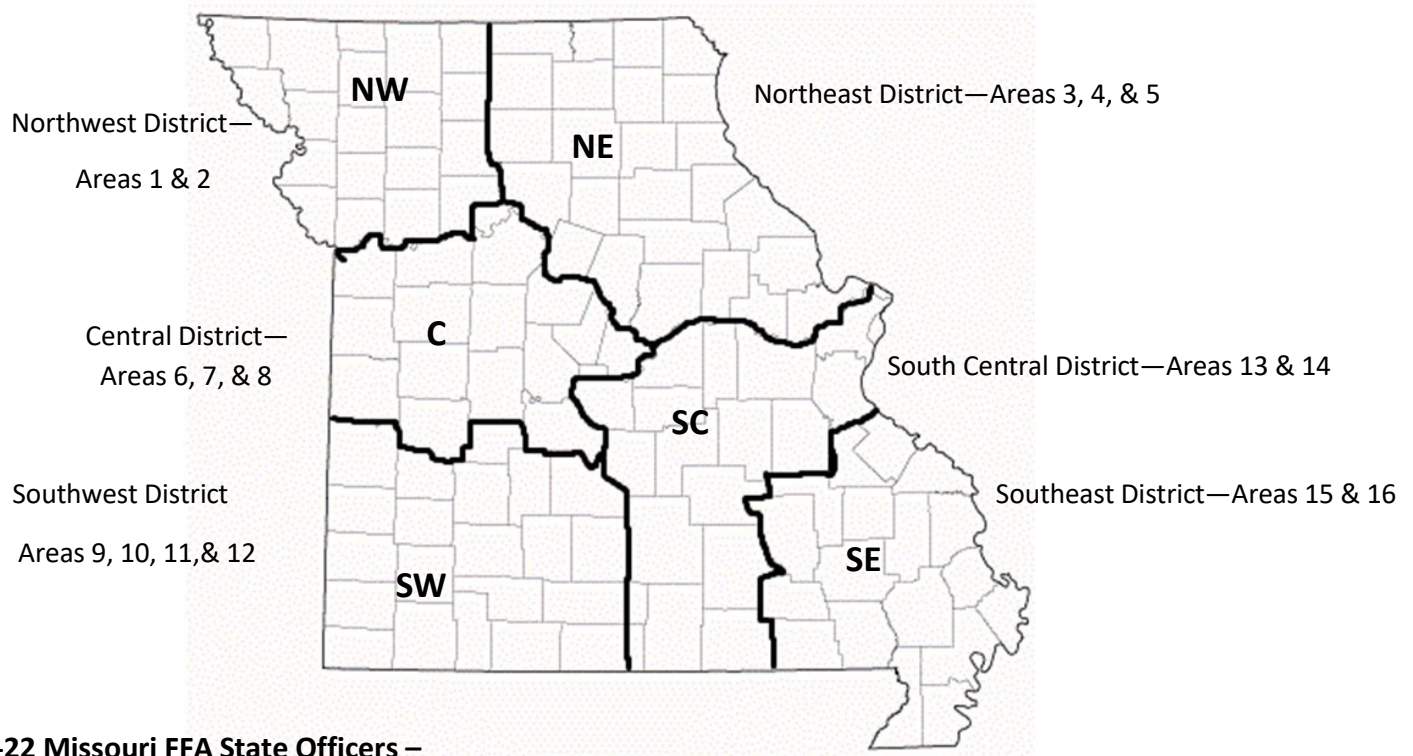 NW
Northeast District—Areas 3, 4, & 5
Northwest District—
NE
Areas 1 & 2
Central District—
C
Areas 6, 7, & 8
South Central District—Areas 13 & 14
SC
Southwest District
Southeast District—Areas 15 & 16
Areas 9, 10, 11,& 12
SE
SW
-22 Missouri FFA State Officers –